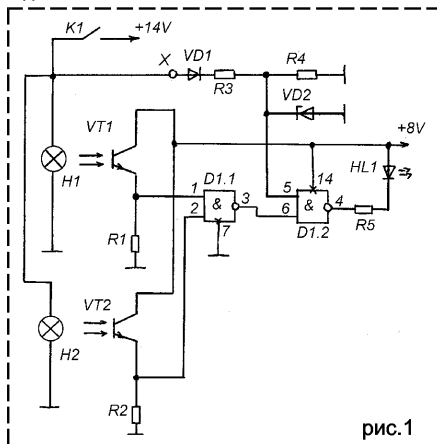 K1
+14V
X
VD1
R3
R4
VD2
+8V
VT1
H1
D1.1
1
&
3
2
7
R1
5
14
&
4
6
D1.2
HL1
R5
VT2
H2
R2
рис.1